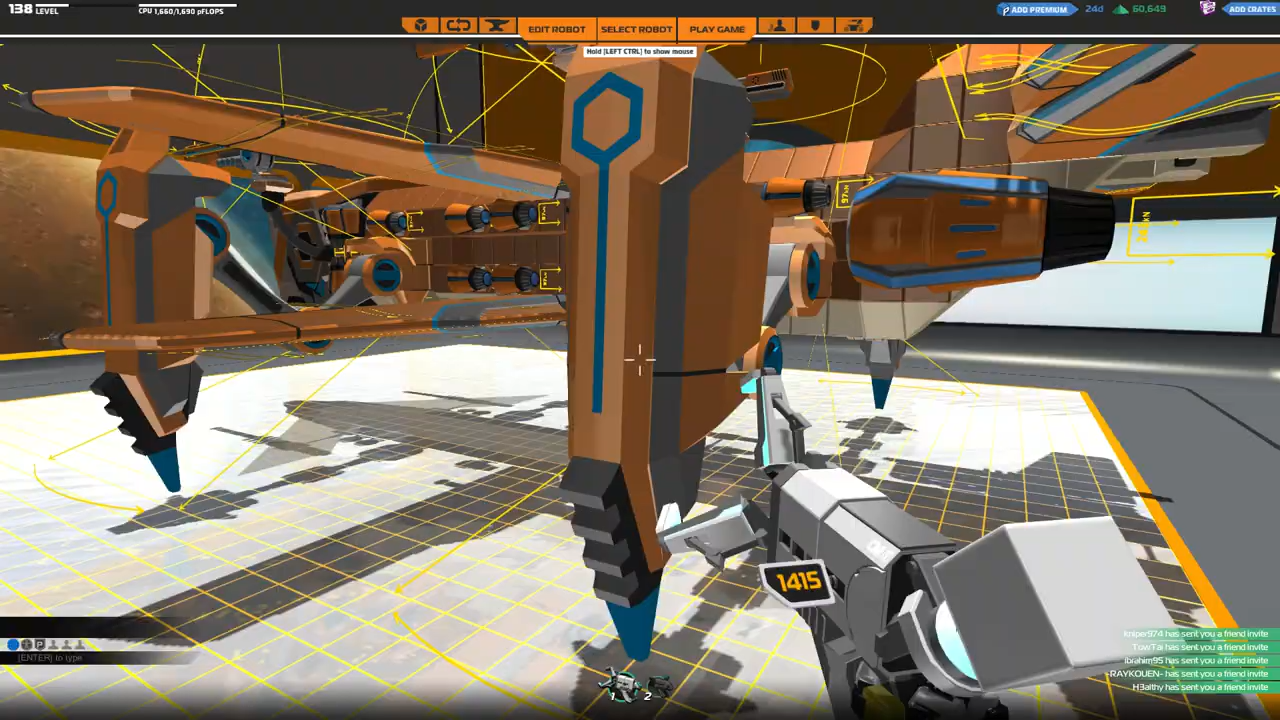 138 LEVEL
CPU 1,660/1,690 pFLOPS
EDIT ROBOT
SELECT ROBOT
PLAY GAME
ADD PREMIUM
24d
60,649
ADD CRATES
Hold [LEFT CTRL] to show mouse
1415
[ENTER] to type
1
2
kniper974 has sent you a friend invite
TowTai has sent you a friend invite
ibrahim95 has sent you a friend invite
-RAYKOUEN- has sent you a friend invite
H3althy has sent you a friend invite